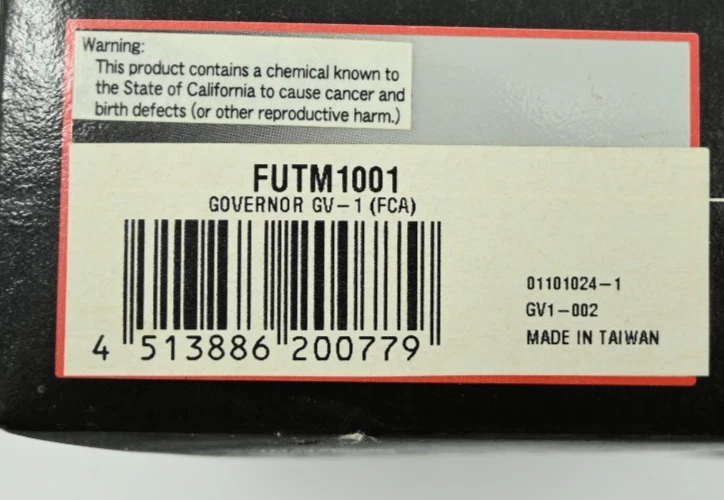 Warning:
This product contains a chemical known to
the State of California to cause cancer and
birth defects (or other reproductive harm.)
FUTM1001
GOVERNOR GV-1 (FCA)
4 513886 200779
01101024-1
GV1-002
MADE IN TAIWAN